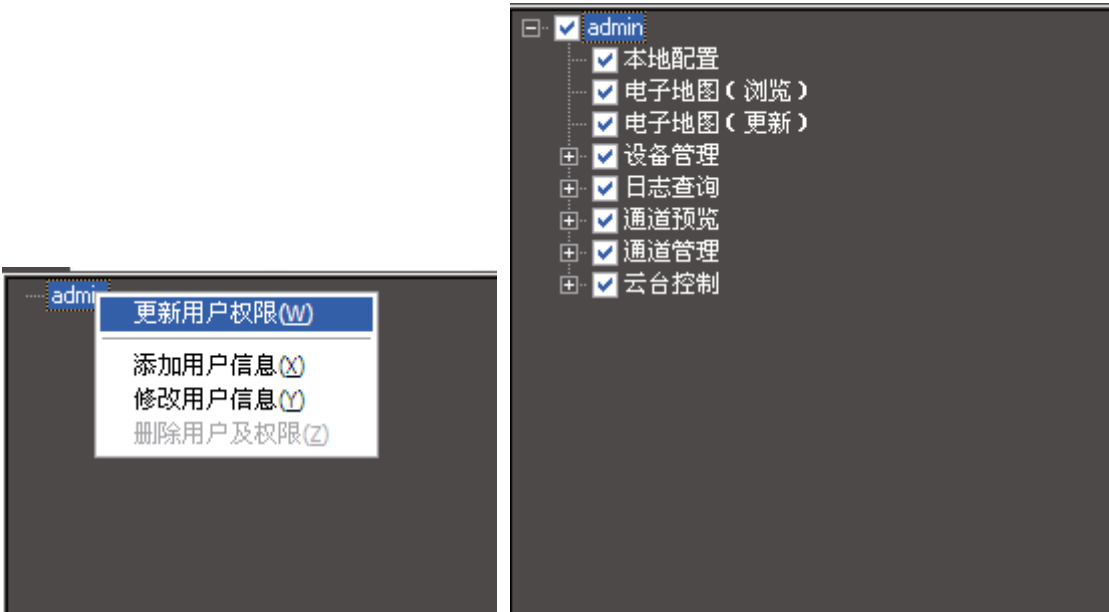 admin
更新用户权限(W)
添加用户信息(X)
修改用户信息(Y)
删除用户及权限(Z)
admin
本地配置
电子地图(浏览)
电子地图(更新)
设备管理
日志查询
通道预览
通道管理
云台控制